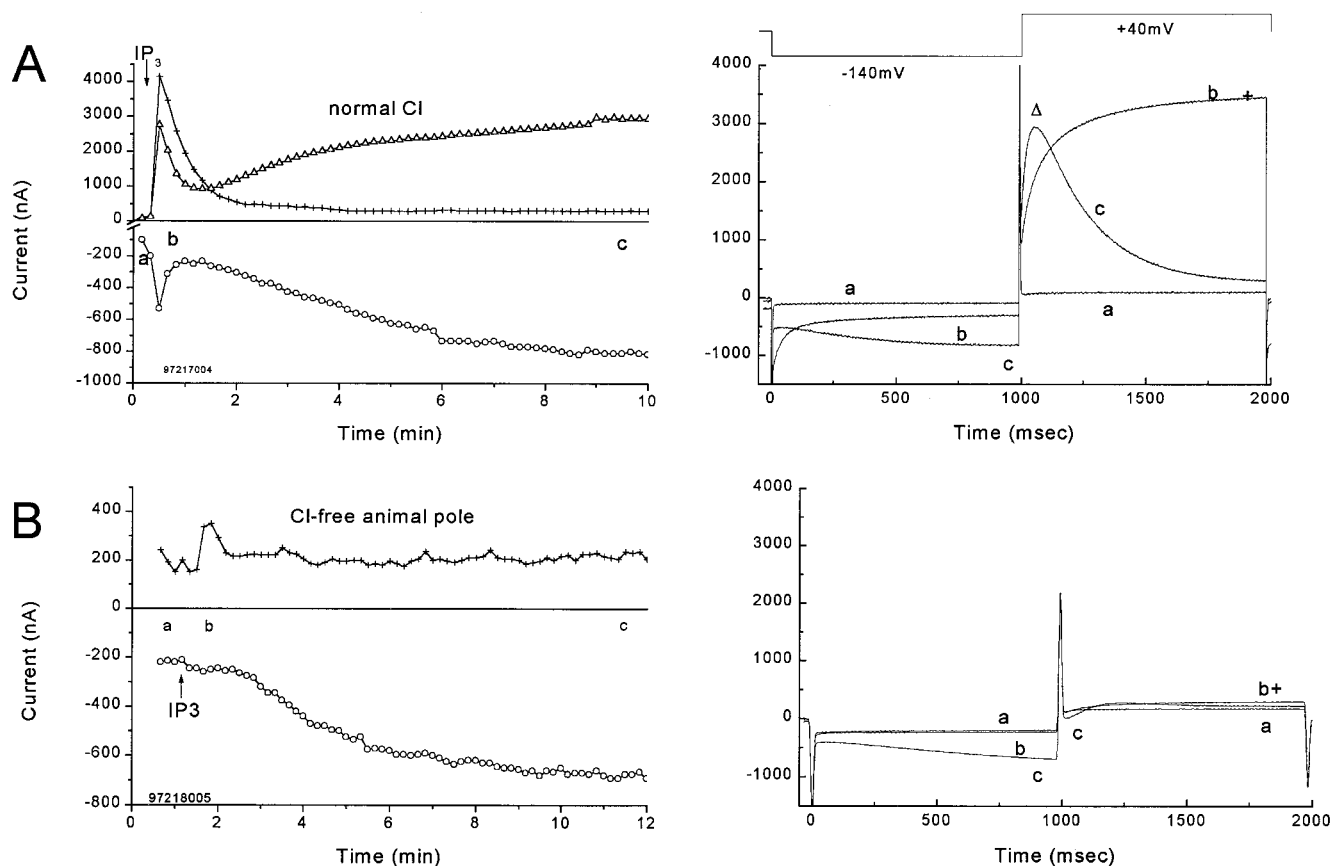 A
IP3
normal Cl
4000
3000
2000
1000
0
-200
-400
-600
-800
-1000
a
b
c
97217004
0 2 4 6 8 10
Current (nA)
Time (min)
-140mV
+40mV
4000
3000
2000
1000
0
-1000
Δ
b +
c
a
a
b
c
0 500 1000 1500 2000
Time (msec)
B
Cl-free animal pole
400
200
0
-200
-400
-600
-800
a
b
c
IP3
97218005
0 2 4 6 8 10 12
Current (nA)
Time (min)
4000
3000
2000
1000
0
-1000
a
b
c
b+
c
a
0 500 1000 1500 2000
Time (msec)